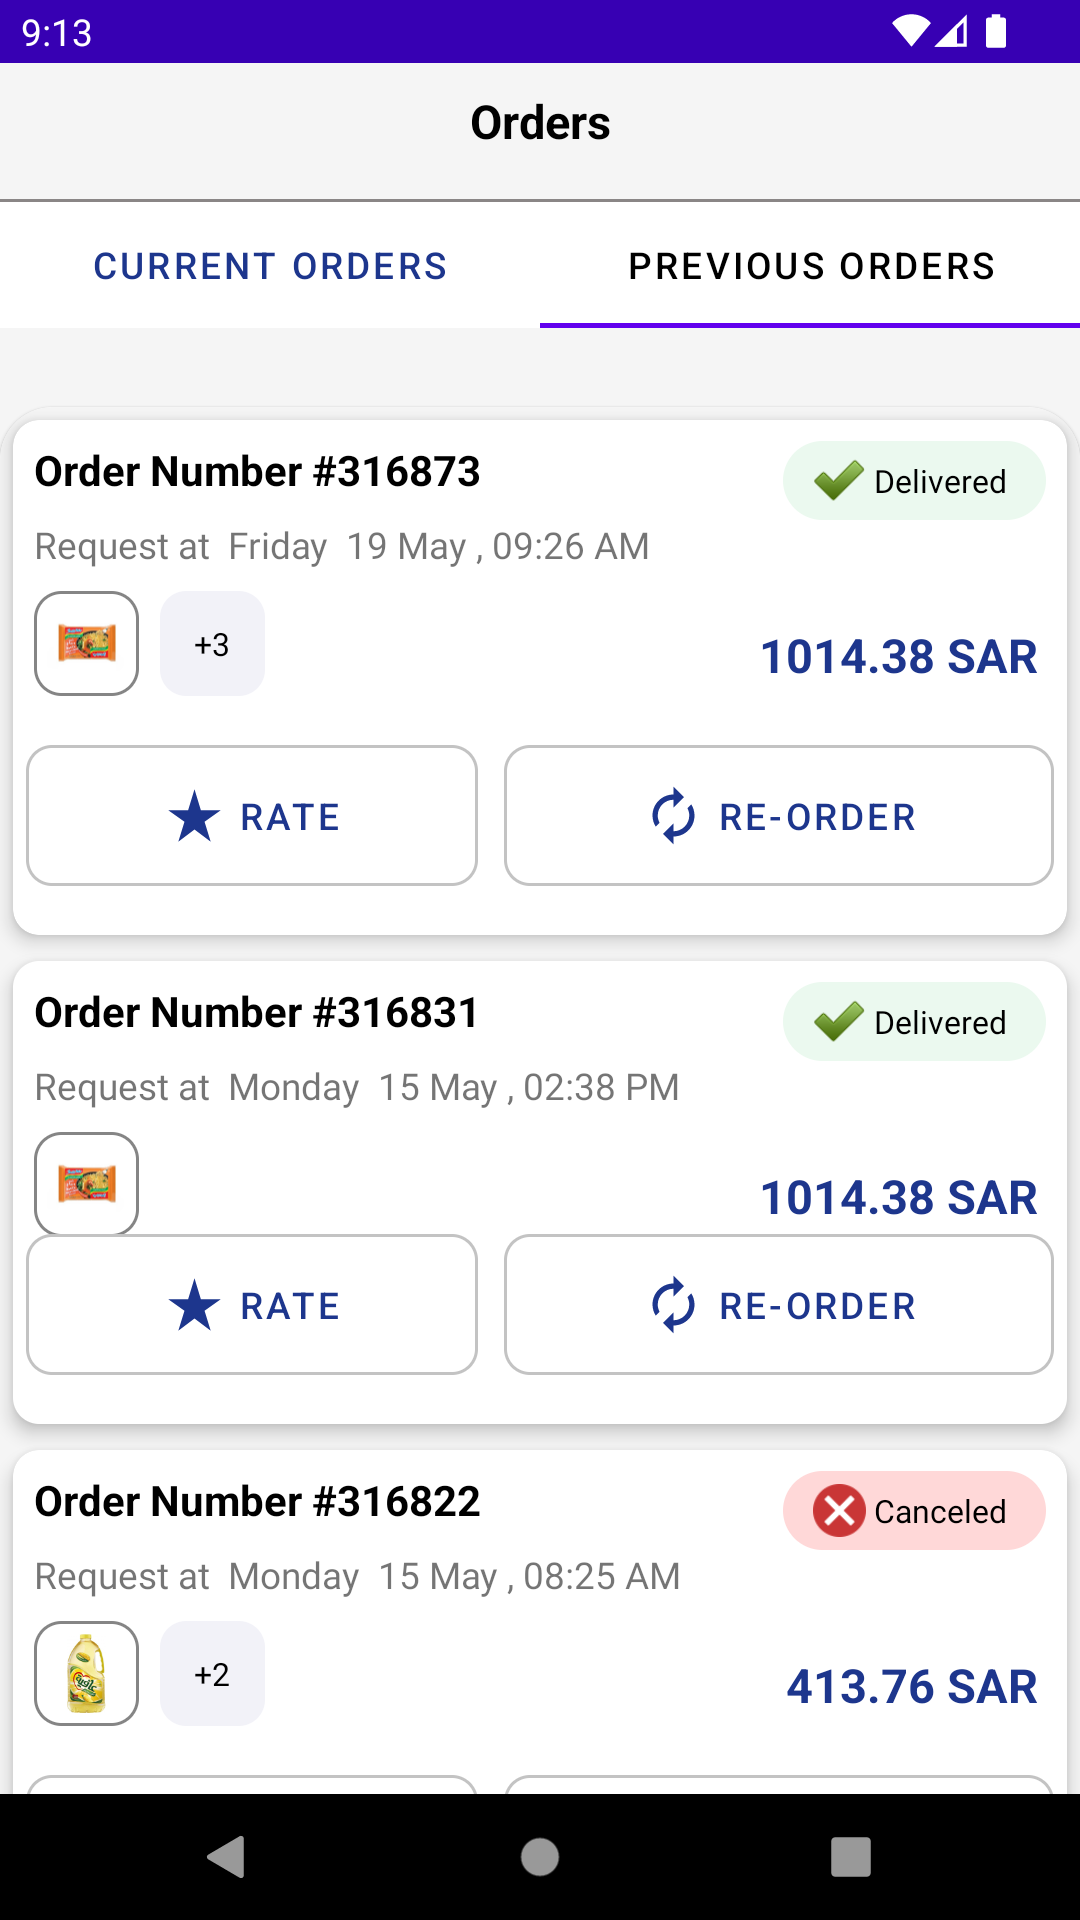 9:13
Orders
CURRENT ORDERS
PREVIOUS ORDERS
Order Number #316873
Delivered
Request at  Friday  19 May , 09:26 AM
+3
1014.38 SAR
RATE
RE-ORDER
Order Number #316831
Delivered
Request at  Monday  15 May , 02:38 PM
1014.38 SAR
RATE
RE-ORDER
Order Number #316822
Canceled
Request at  Monday  15 May , 08:25 AM
+2
413.76 SAR